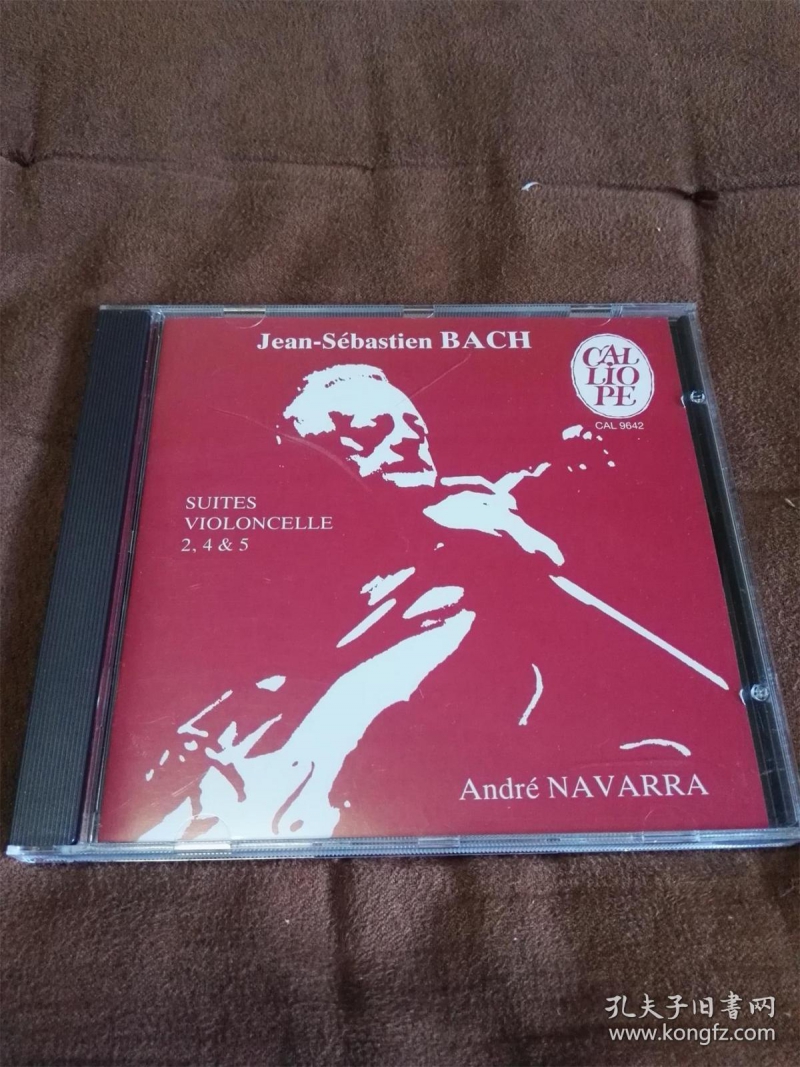 Jean-Sébastien BACH
CAL
LIO
PE
CAL 9642
SUITES
VIOLONCELLE
2, 4 & 5
André NAVARRA
孔夫子旧书网
www.kongfz.com